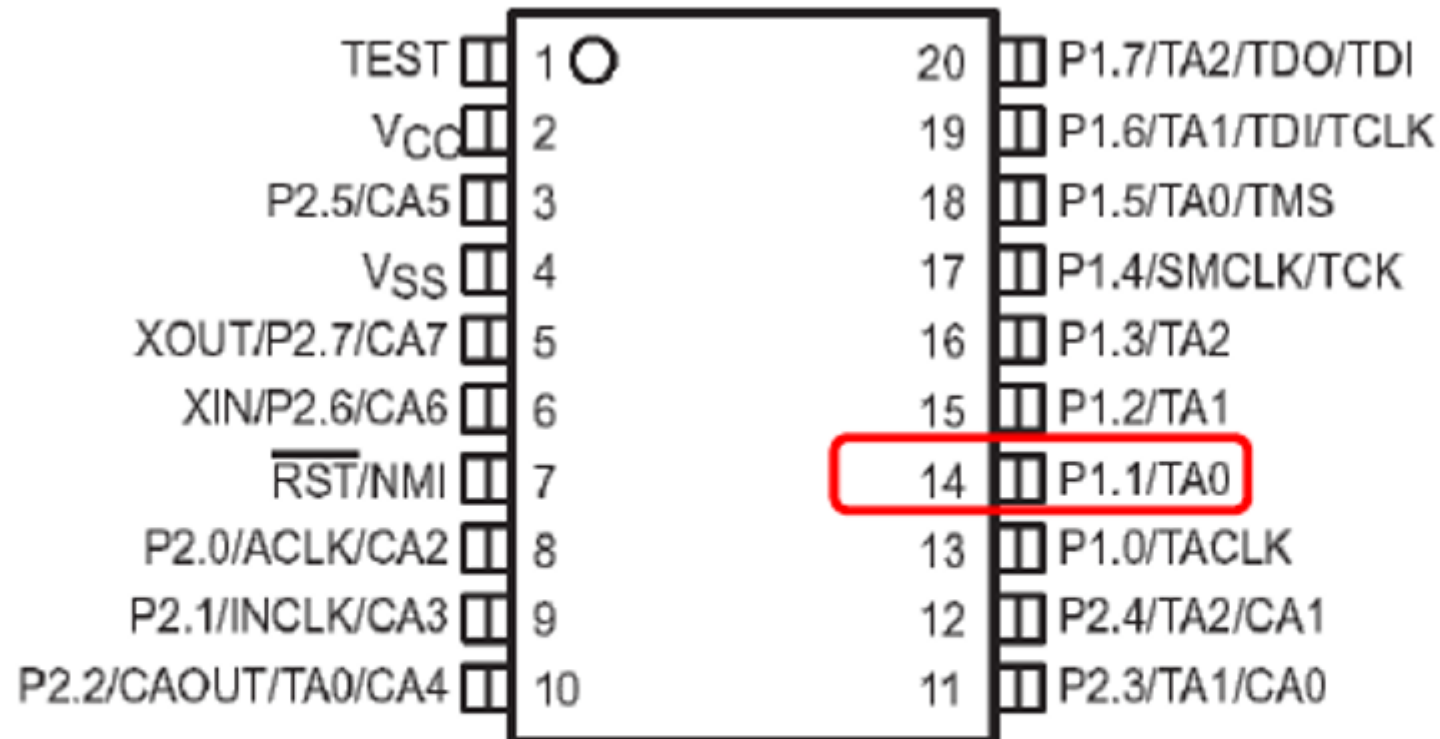 TEST 1 20 P1.7/TA2/TDO/TDI
VCC 2 19 P1.6/TA1/TDI/TCLK
P2.5/CA5 3 18 P1.5/TA0/TMS
VSS 4 17 P1.4/SMCLK/TCK
XOUT/P2.7/CA7 5 16 P1.3/TA2
XIN/P2.6/CA6 6 15 P1.2/TA1
RST/NMI 7 14 P1.1/TA0
P2.0/ACLK/CA2 8 13 P1.0/TACLK
P2.1/INCLK/CA3 9 12 P2.4/TA2/CA1
P2.2/CAOUT/TA0/CA4 10 11 P2.3/TA1/CA0